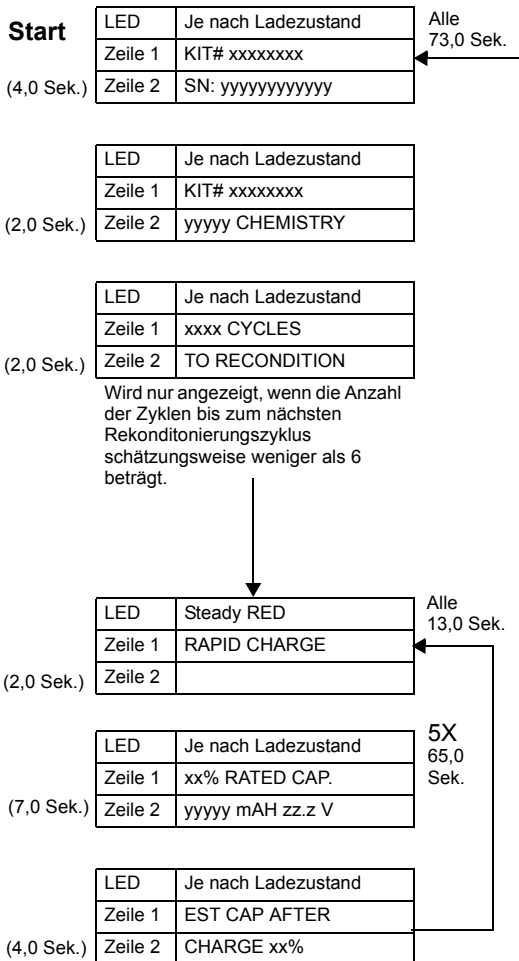 Start
LED Je nach Ladezustand
Zeile 1 KIT# xxxxxxxx
(4,0 Sek.) Zeile 2 SN: yyyyyyyyyyyy
Alle
73,0 Sek.
LED Je nach Ladezustand
Zeile 1 KIT# xxxxxxxx
(2,0 Sek.) Zeile 2 yyyyy CHEMISTRY
LED Je nach Ladezustand
Zeile 1 xxxx CYCLES
(2,0 Sek.) Zeile 2 TO RECONDITION
Wird nur angezeigt, wenn die Anzahl
der Zyklen bis zum nächsten
Rekonditonierungszyklus
schätzungsweise weniger als 6
beträgt.
LED Steady RED
Zeile 1 RAPID CHARGE
(2,0 Sek.) Zeile 2
Alle
13,0 Sek.
LED Je nach Ladezustand
Zeile 1 xx% RATED CAP.
(7,0 Sek.) Zeile 2 yyyyy mAH zz.z V
5X
65,0
Sek.
LED Je nach Ladezustand
Zeile 1 EST CAP AFTER
(4,0 Sek.) Zeile 2 CHARGE xx%